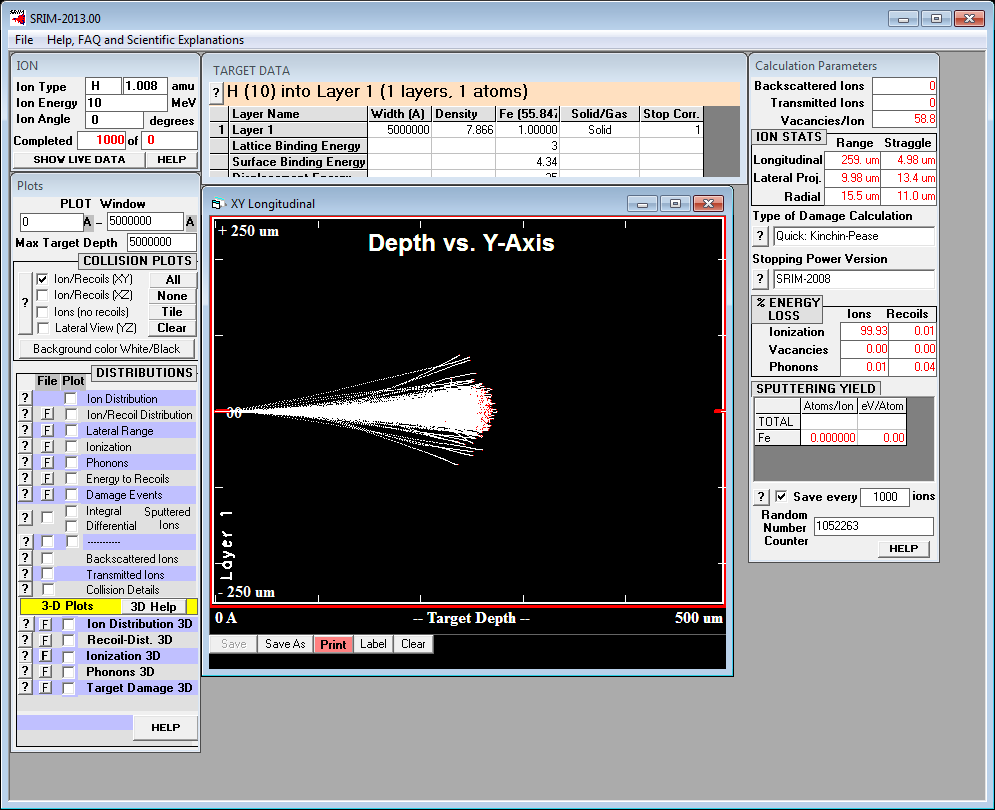 SRIM-2013.00
File Help, FAQ and Scientific Explanations
ION
Ion Type H 1.008 amu
Ion Energy 10 MeV
Ion Angle 0 degrees
Completed 1000 of 0
SHOW LIVE DATA HELP
Plots
PLOT Window
0 A - 5000000 A
Max Target Depth 5000000
COLLISION PLOTS
? Ion/Recoils (XY) All
Ion/Recoils (XZ) None
Ions (no recoils) Tile
Lateral View (YZ) Clear
Background color White/Black
DISTRIBUTIONS
File Plot
? Ion Distribution
? F Ion/Recoil Distribution
? F Lateral Range
? F Ionization
? F Phonons
? F Energy to Recoils
? F Damage Events
? Integral Sputtered
Differential Ions
? -----------
? Backscattered Ions
? Transmitted Ions
? Collision Details
3-D Plots 3D Help
? F Ion Distribution 3D
? F Recoil-Dist. 3D
? F Ionization 3D
? F Phonons 3D
? F Target Damage 3D
HELP
TARGET DATA
? H (10) into Layer 1 (1 layers, 1 atoms)
Layer Name Width (A) Density Fe (55.847 Solid/Gas Stop Corr.
1 Layer 1 5000000 7.866 1.00000 Solid 1
Lattice Binding Energy 3
Surface Binding Energy 4.34
Displacement Energy 25
XY Longitudinal
+ 250 um
Depth vs. Y-Axis
Layer 1
- 250 um
0 A -- Target Depth -- 500 um
Save Save As Print Label Clear
Calculation Parameters
Backscattered Ions 0
Transmitted Ions 0
Vacancies/Ion 58.8
ION STATS Range Straggle
Longitudinal 259. um 4.98 um
Lateral Proj. 9.98 um 13.4 um
Radial 15.5 um 11.0 um
Type of Damage Calculation
? Quick: Kinchin-Pease
Stopping Power Version
? SRIM-2008
% ENERGY LOSS Ions Recoils
Ionization 99.93 0.01
Vacancies 0.00 0.00
Phonons 0.01 0.04
SPUTTERING YIELD
Atoms/Ion eV/Atom
TOTAL
Fe 0.000000 0.00
? Save every 1000 ions
Random
Number
Counter 1052263
HELP